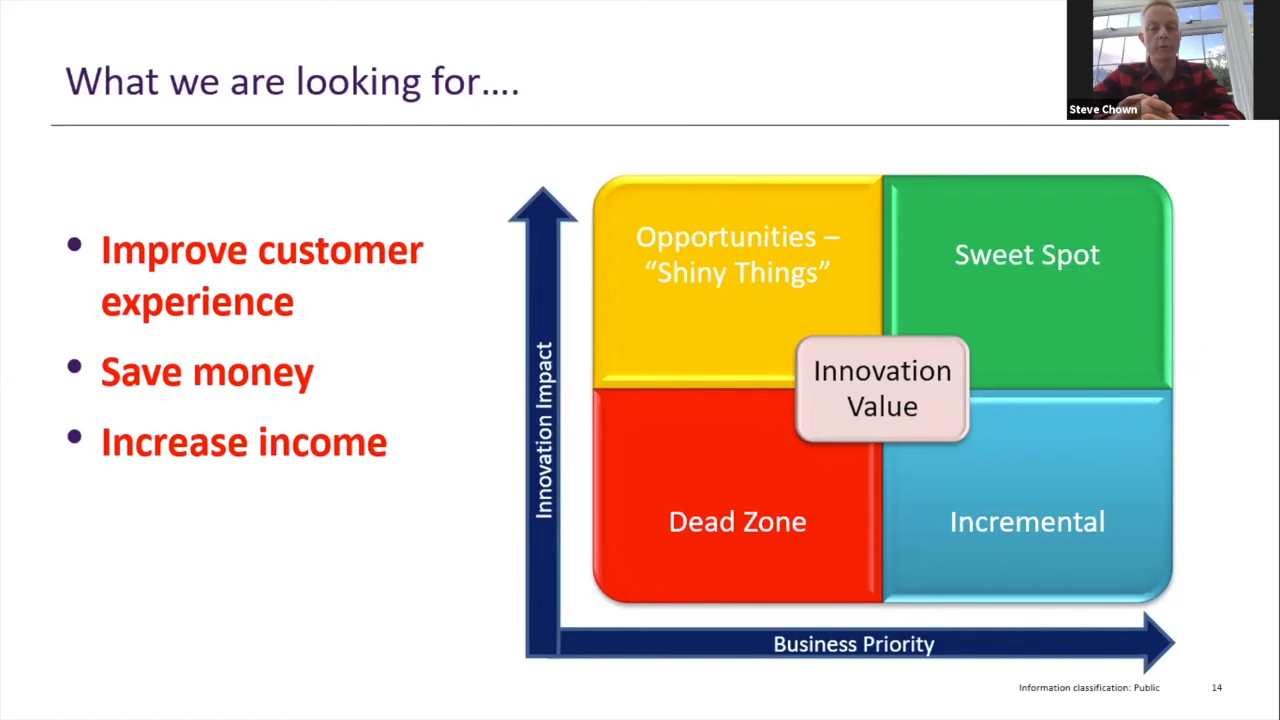 What we are looking for….
Steve Chown
• Improve customer
experience
• Save money
• Increase income
Innovation Impact
Opportunities –
“Shiny Things”
Sweet Spot
Innovation
Value
Dead Zone
Incremental
Business Priority
Information classification: Public
14